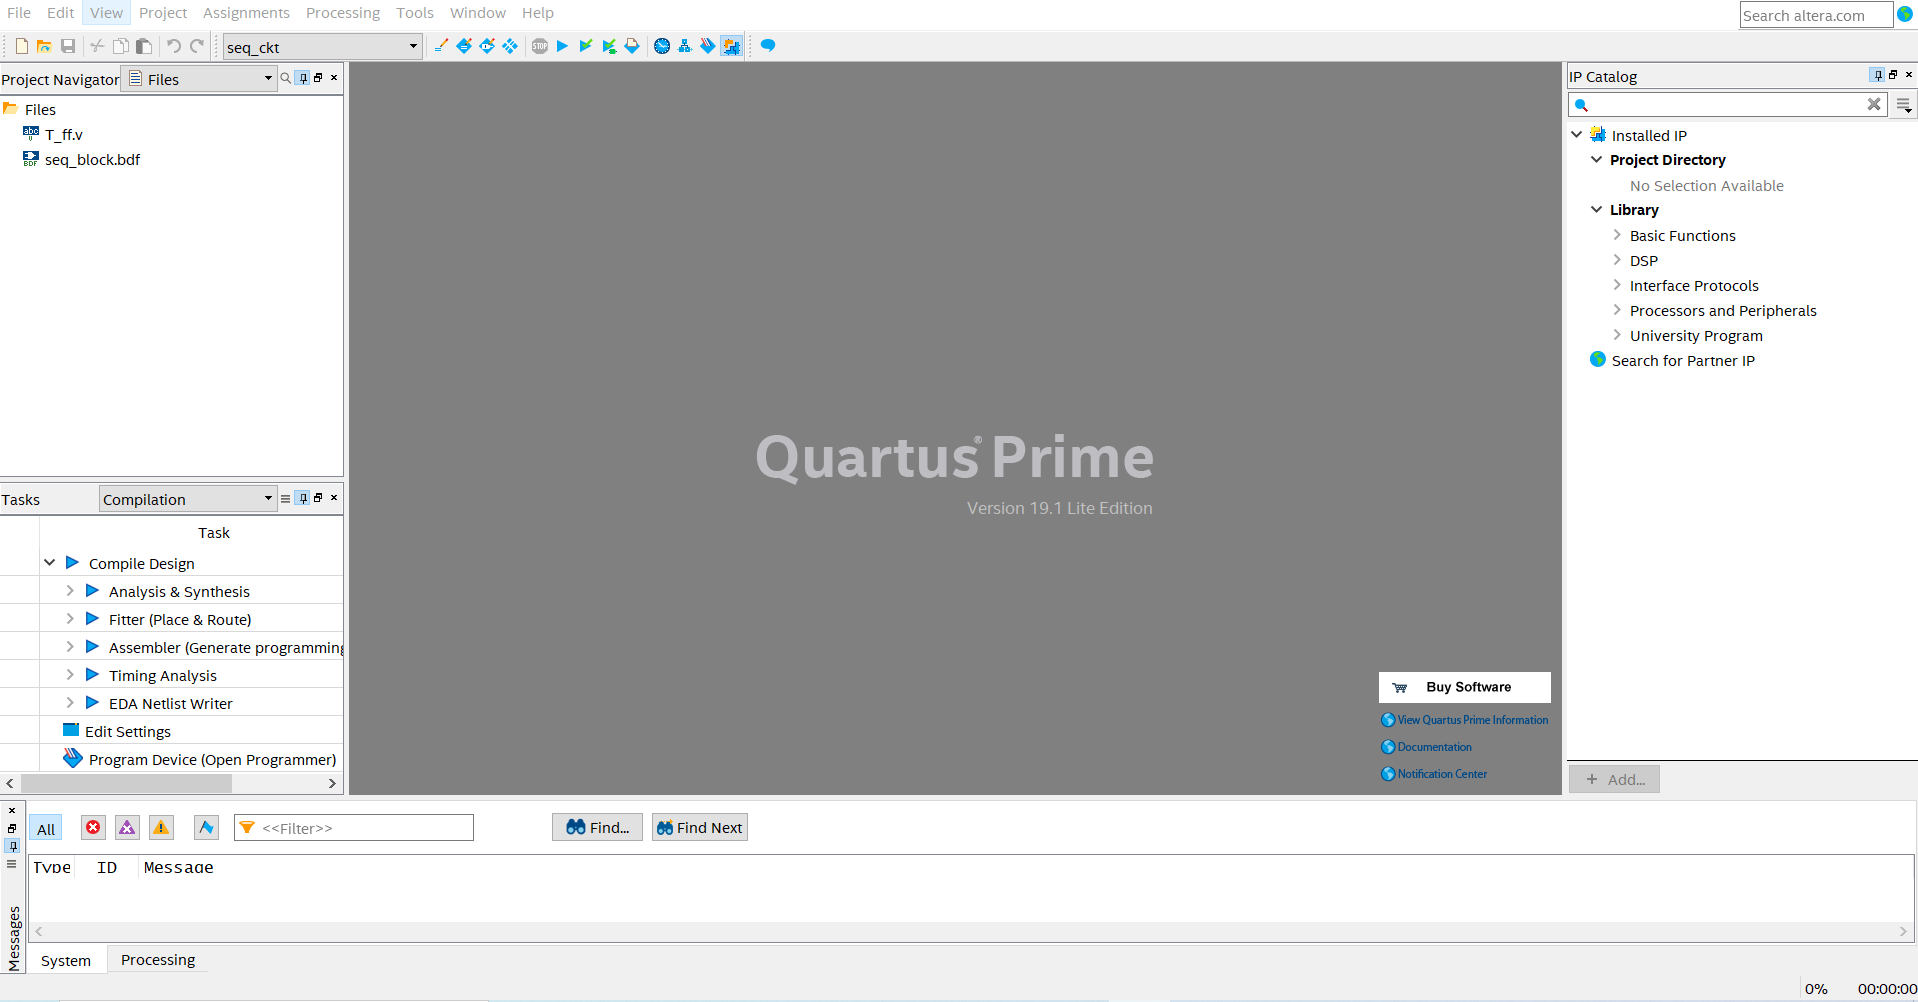 File Edit View Project Assignments Processing Tools Window Help
Search altera.com
seq_ckt
Project Navigator Files
Files
abc T_ff.v
BDF seq_block.bdf
Tasks Compilation
Task
Compile Design
Analysis & Synthesis
Fitter (Place & Route)
Assembler (Generate programming
Timing Analysis
EDA Netlist Writer
Edit Settings
Program Device (Open Programmer)
Quartus® Prime
Version 19.1 Lite Edition
Buy Software
View Quartus Prime Information
Documentation
Notification Center
IP Catalog
Installed IP
Project Directory
No Selection Available
Library
Basic Functions
DSP
Interface Protocols
Processors and Peripherals
University Program
Search for Partner IP
+ Add...
All <<Filter>> Find... Find Next
Type ID Message
Messages
System Processing
0% 00:00:00